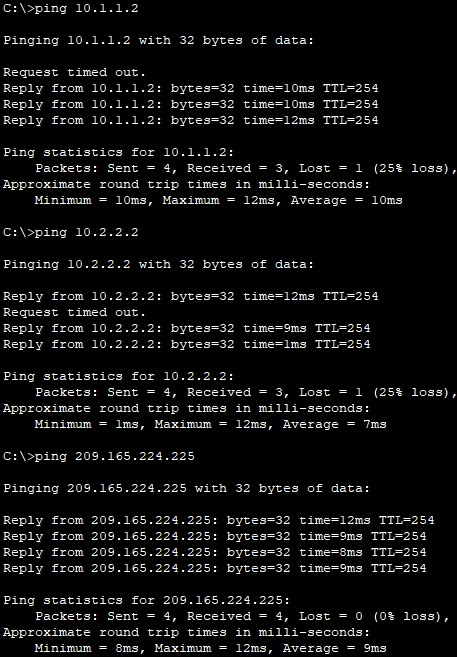 C:\>ping 10.1.1.2
Pinging 10.1.1.2 with 32 bytes of data:
Request timed out.
Reply from 10.1.1.2: bytes=32 time=10ms TTL=254
Reply from 10.1.1.2: bytes=32 time=10ms TTL=254
Reply from 10.1.1.2: bytes=32 time=12ms TTL=254
Ping statistics for 10.1.1.2:
    Packets: Sent = 4, Received = 3, Lost = 1 (25% loss),
Approximate round trip times in milli-seconds:
    Minimum = 10ms, Maximum = 12ms, Average = 10ms
C:\>ping 10.2.2.2
Pinging 10.2.2.2 with 32 bytes of data:
Reply from 10.2.2.2: bytes=32 time=12ms TTL=254
Request timed out.
Reply from 10.2.2.2: bytes=32 time=9ms TTL=254
Reply from 10.2.2.2: bytes=32 time=1ms TTL=254
Ping statistics for 10.2.2.2:
    Packets: Sent = 4, Received = 3, Lost = 1 (25% loss),
Approximate round trip times in milli-seconds:
    Minimum = 1ms, Maximum = 12ms, Average = 7ms
C:\>ping 209.165.224.225
Pinging 209.165.224.225 with 32 bytes of data:
Reply from 209.165.224.225: bytes=32 time=12ms TTL=254
Reply from 209.165.224.225: bytes=32 time=9ms TTL=254
Reply from 209.165.224.225: bytes=32 time=8ms TTL=254
Reply from 209.165.224.225: bytes=32 time=9ms TTL=254
Ping statistics for 209.165.224.225:
    Packets: Sent = 4, Received = 4, Lost = 0 (0% loss),
Approximate round trip times in milli-seconds:
    Minimum = 8ms, Maximum = 12ms, Average = 9ms